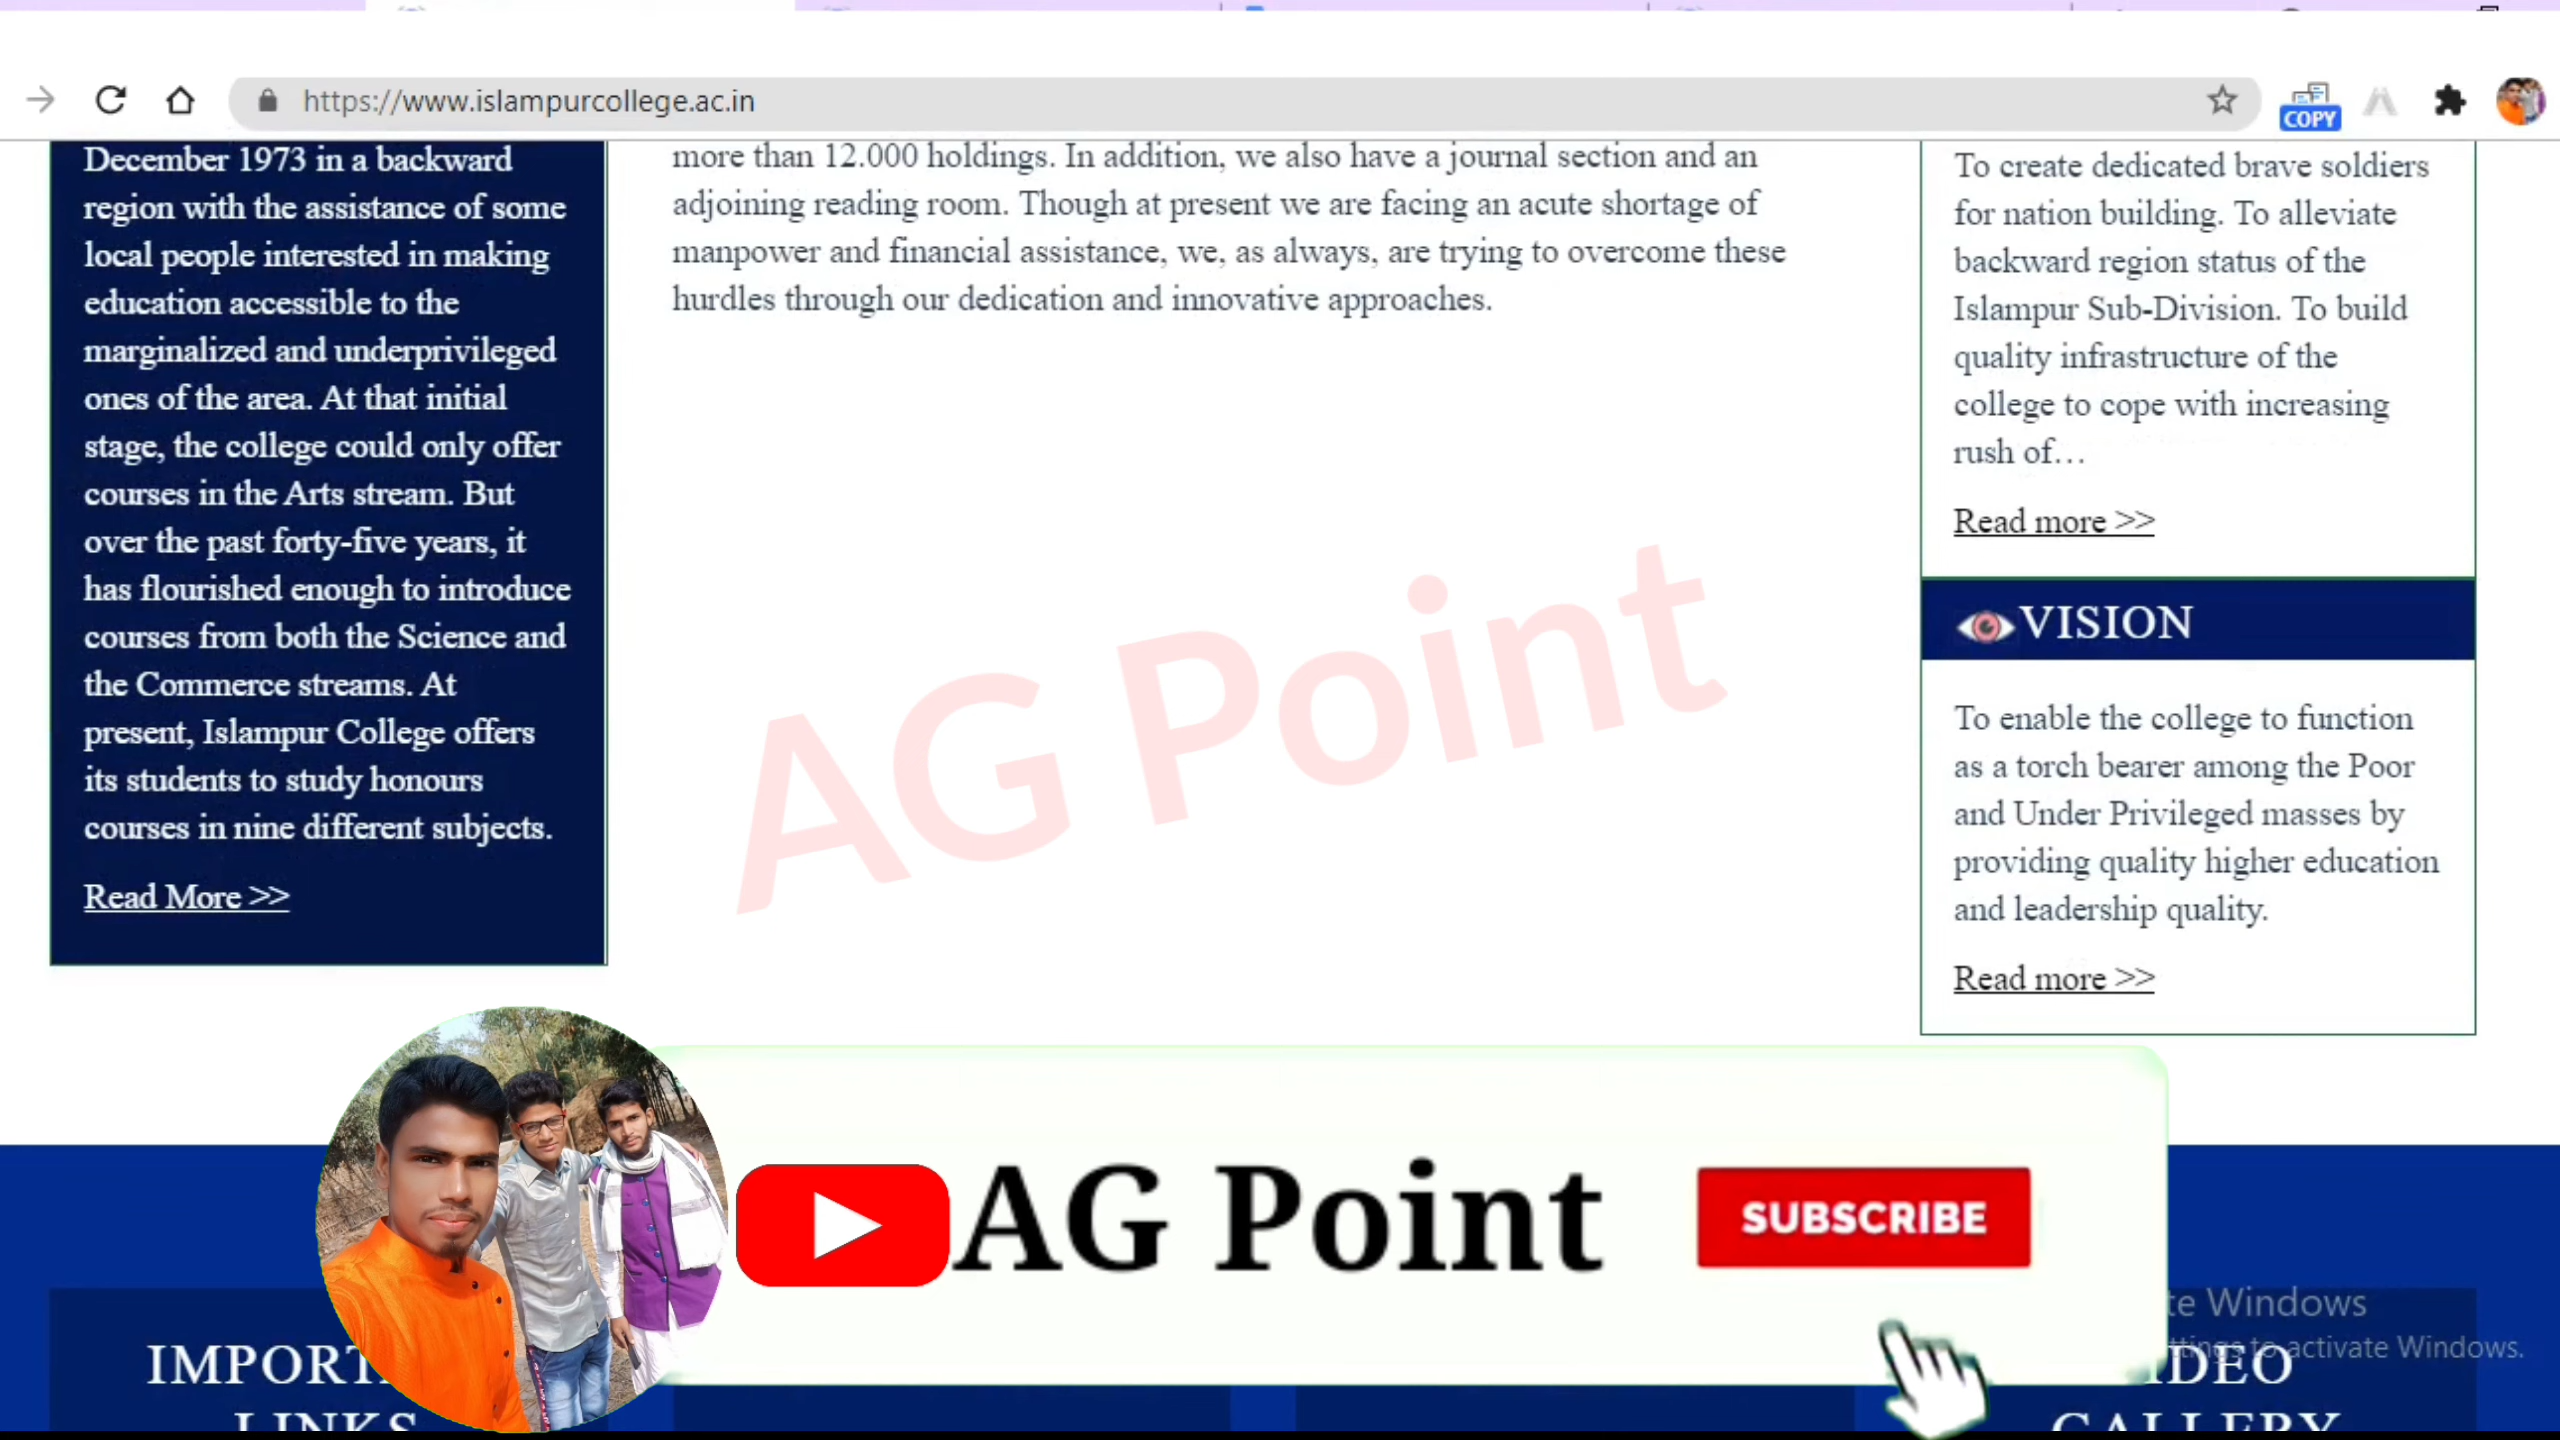 https://www.islampurcollege.ac.in
COPY
December 1973 in a backward
region with the assistance of some
local people interested in making
education accessible to the
marginalized and underprivileged
ones of the area. At that initial
stage, the college could only offer
courses in the Arts stream. But
over the past forty-five years, it
has flourished enough to introduce
courses from both the Science and
the Commerce streams. At
present, Islampur College offers
its students to study honours
courses in nine different subjects.
Read More >>
more than 12.000 holdings. In addition, we also have a journal section and an
adjoining reading room. Though at present we are facing an acute shortage of
manpower and financial assistance, we, as always, are trying to overcome these
hurdles through our dedication and innovative approaches.
AG Point
To create dedicated brave soldiers
for nation building. To alleviate
backward region status of the
Islampur Sub-Division. To build
quality infrastructure of the
college to cope with increasing
rush of…
Read more >>
VISION
To enable the college to function
as a torch bearer among the Poor
and Under Privileged masses by
providing quality higher education
and leadership quality.
Read more >>
AG Point
SUBSCRIBE
te Windows
ttings to activate Windows.
IMPORT
LINKS
IDEO
GALLERY